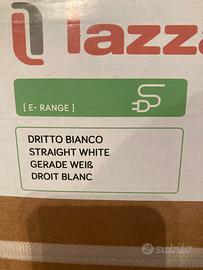 lazza
[ E- RANGE ]
DRITTO BIANCO
STRAIGHT WHITE
GERADE WEIß
DROIT BLANC
subito